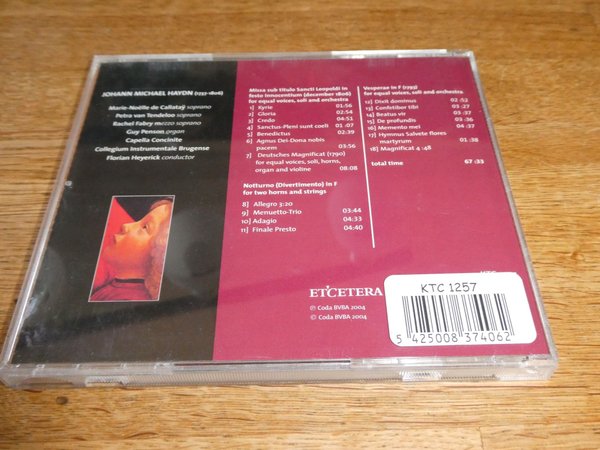 JOHANN MICHAEL HAYDN (1737-1806)
Marie-Noëlle de Callataÿ soprano
Petra van Tendeloo soprano
Rachel Fabry mezzo soprano
Guy Penson organ
Capella Concinite
Collegium Instrumentale Brugense
Florian Heyerick conductor
Missa sub titulo Sancti Leopoldi in
festo Innocentium (december 1806)
for equal voices, soli and orchestra
1] Kyrie 01:56
2] Gloria 02:54
3] Credo 04:51
4] Sanctus-Pleni sunt coeli 01:07
5] Benedictus 02:39
6] Agnus Dei-Dona nobis
pacem 03:56
7] Deutsches Magnificat (1790)
for equal voices, soli, horns,
organ and violine 08:08
Notturno (Divertimento) in F
for two horns and strings
8] Allegro 3:20
9] Menuetto-Trio 03:44
10] Adagio 04:33
11] Finale Presto 04:40
Vesperae in F (1793)
for equal voices, soli and orchestra
12] Dixit dominus 02:53
13] Confetibor tibi 03:27
14] Beatus vir 03:37
15] De profundis 03:36
16] Memento mei 04:37
17] Hymnus Salvete flores
martyrum 01:38
18] Magnificat 4:48
total time 67:33
ETCETERA
℗ Coda BVBA 2004
© Coda BVBA 2004
KTC 1257
5 425008 374062